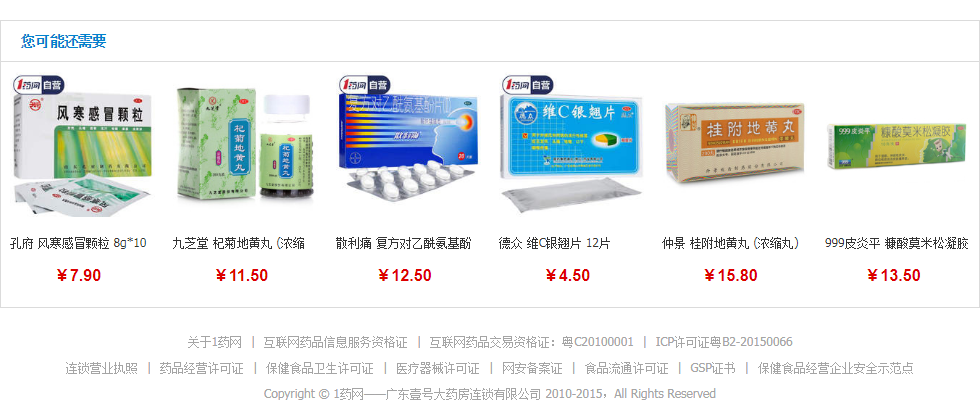 您可能还需要
1药网 自营
风寒感冒颗粒
杞菊地黄丸
1药网 自营
复方对乙酰氨基酚片(Ⅱ)
散利痛
1药网 自营
维C银翘片
桂附地黄丸
999皮炎平 糠酸莫米松凝胶
孔府 风寒感冒颗粒 8g*10
九芝堂 杞菊地黄丸 (浓缩
散利痛 复方对乙酰氨基酚
德众 维C银翘片 12片
仲景 桂附地黄丸 (浓缩丸)
999皮炎平 糠酸莫米松凝胶
￥7.90
￥11.50
￥12.50
￥4.50
￥15.80
￥13.50
关于1药网 | 互联网药品信息服务资格证 | 互联网药品交易资格证：粤C20100001 | ICP许可证粤B2-20150066
连锁营业执照 | 药品经营许可证 | 保健食品卫生许可证 | 医疗器械许可证 | 网安备案证 | 食品流通许可证 | GSP证书 | 保健食品经营企业安全示范点
Copyright © 1药网——广东壹号大药房连锁有限公司 2010-2015，All Rights Reserved